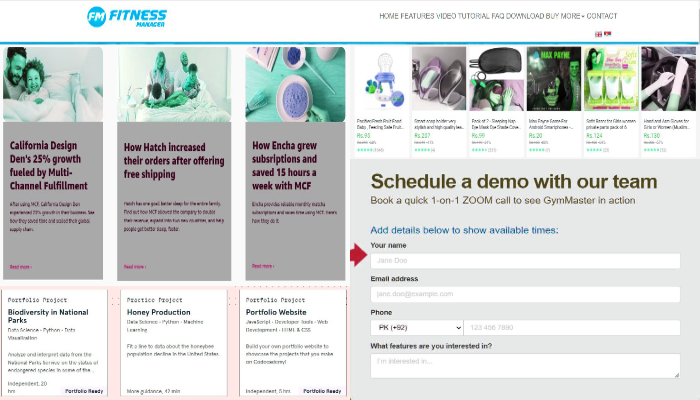 FM FITNESS
MANAGER
HOME FEATURES VIDEO TUTORIAL FAQ DOWNLOAD BUY MORE CONTACT
California Design
Den's 25% growth
fueled by Multi-
Channel Fulfillment
After using MCF, California Design Den
experienced 25% growth in their business. See
how they saved time and eased their global
supply chain.
Read more ›
How Hatch increased
their orders after offering
free shipping
Hatch has one goal: better sleep for the entire family.
Find out how MCF allowed the company to double
their revenue, expand into two new countries, and help
people get better sleep, faster.
Read more ›
How Encha grew
subsriptions and
saved 15 hours a
week with MCF
Encha provides reliable monthly matcha
subscriptions and saves time using MCF. Here's
how they do it.
Read more ›
MAX PAYNE
Rs.95
Rs.207
Rs.99
Rs.20
Rs.124
Rs.130
Schedule a demo with our team
Book a quick 1-on-1 ZOOM call to see GymMaster in action
Add details below to show available times:
Your name
Jane Doe
Email address
jane.doe@example.com
Phone
PK (+92)
123 456 7890
What features are you interested in?
I'm interested in...
Portfolio Project
Biodiversity in National
Parks
Data Science • Python • Data
Visualization
Analyze and interpret data from the
National Parks Service on the status of
endangered species in some of the...
Independent, 20
hrs
Portfolio Ready
Practice Project
Honey Production
Data Science • Python • Machine
Learning
Fit a line to data about the honeybee
population decline in the United States.
More guidance, 42 min
Portfolio Project
Portfolio Website
JavaScript • Developer Tools • Web
Development • HTML & CSS
Build your own portfolio website to
showcase the projects that you make
on Codecademy!
Independent, 5 hrs
Portfolio Ready